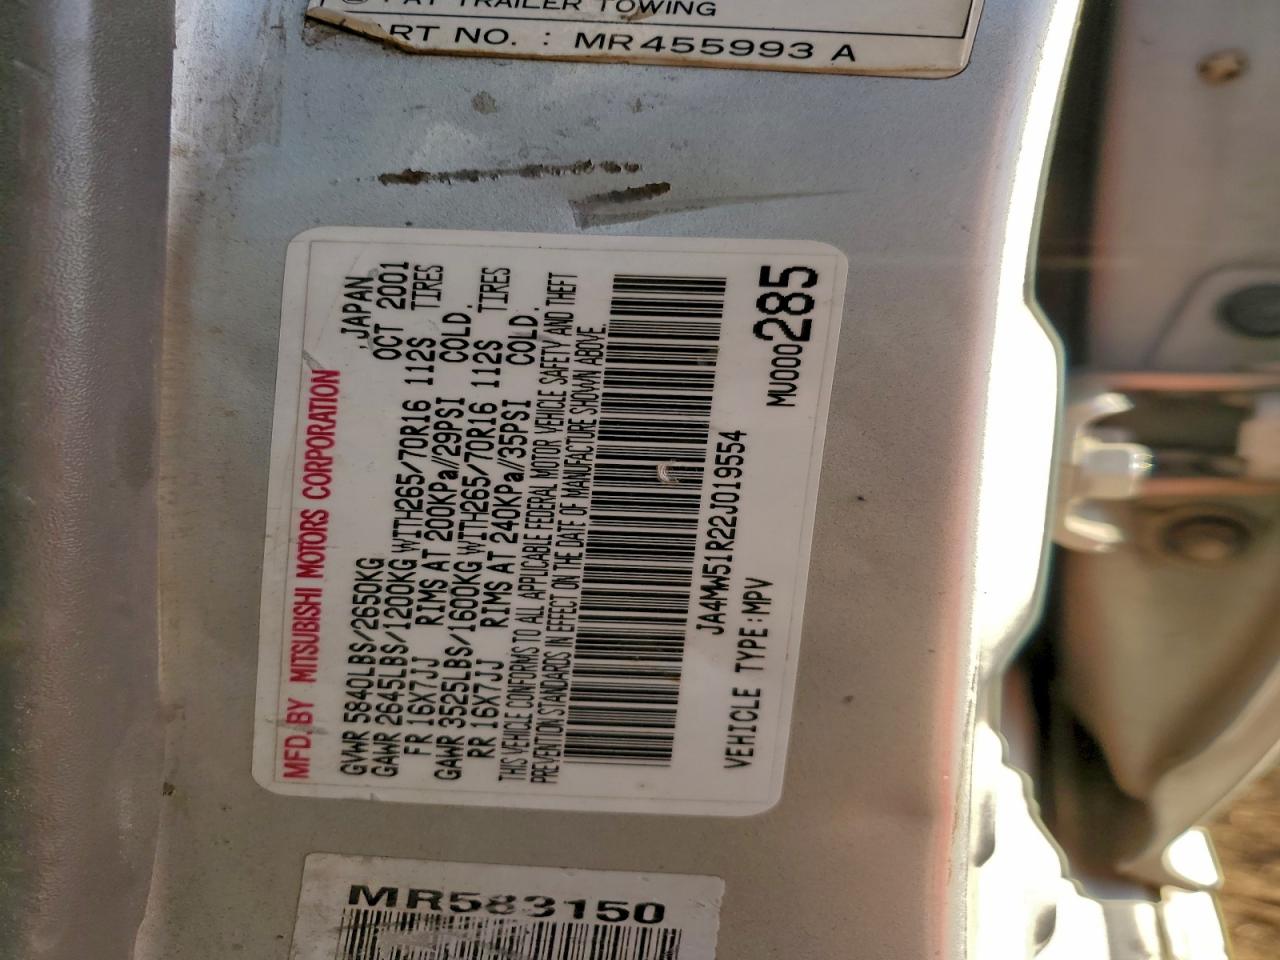 PAT TRAILER TOWING
RT NO. : MR455993 A
MFD. BY MITSUBISHI MOTORS CORPORATION
JAPAN
GVWR 5840LBS/2650KG OCT 2001
GAWR 2645LBS/1200KG WITH265/70R16 112S TIRES
FR 16X7JJ RIMS AT 200KPa//29PSI COLD.
GAWR 3525LBS/1600KG WITH265/70R16 112S TIRES
RR 16X7JJ RIMS AT 240KPa//35PSI COLD.
THIS VEHICLE CONFORMS TO ALL APPLICABLE FEDERAL MOTOR VEHICLE SAFETY AND THEFT
PREVENTION STANDARDS IN EFFECT ON THE DATE OF MANUFACTURE SHOWN ABOVE.
JA4MW51R22J019554
VEHICLE TYPE:MPV MV000285
MR583150